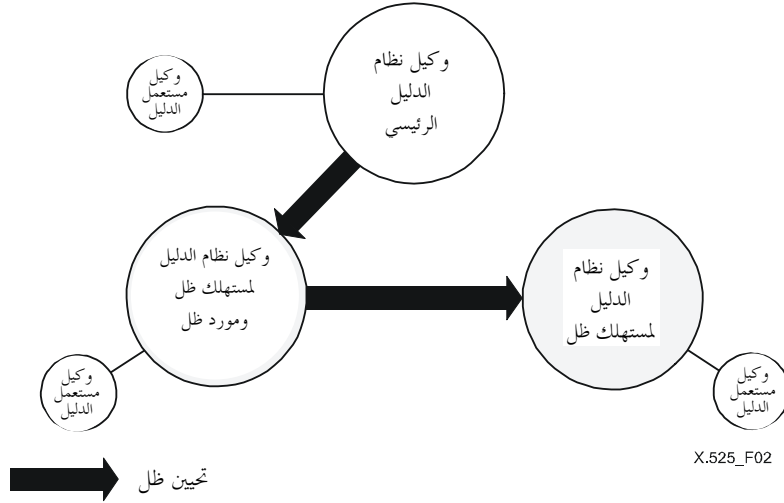 وكيل نظام
الدليل
الرئيسي
وكيل
مستعمل
الدليل
وكيل نظام الدليل
لمستهلك ظل
ومورد ظل
وكيل نظام
الدليل
لمستهلك ظل
وكيل
مستعمل
الدليل
وكيل
مستعمل
الدليل
X.525_F02
تحيين ظل